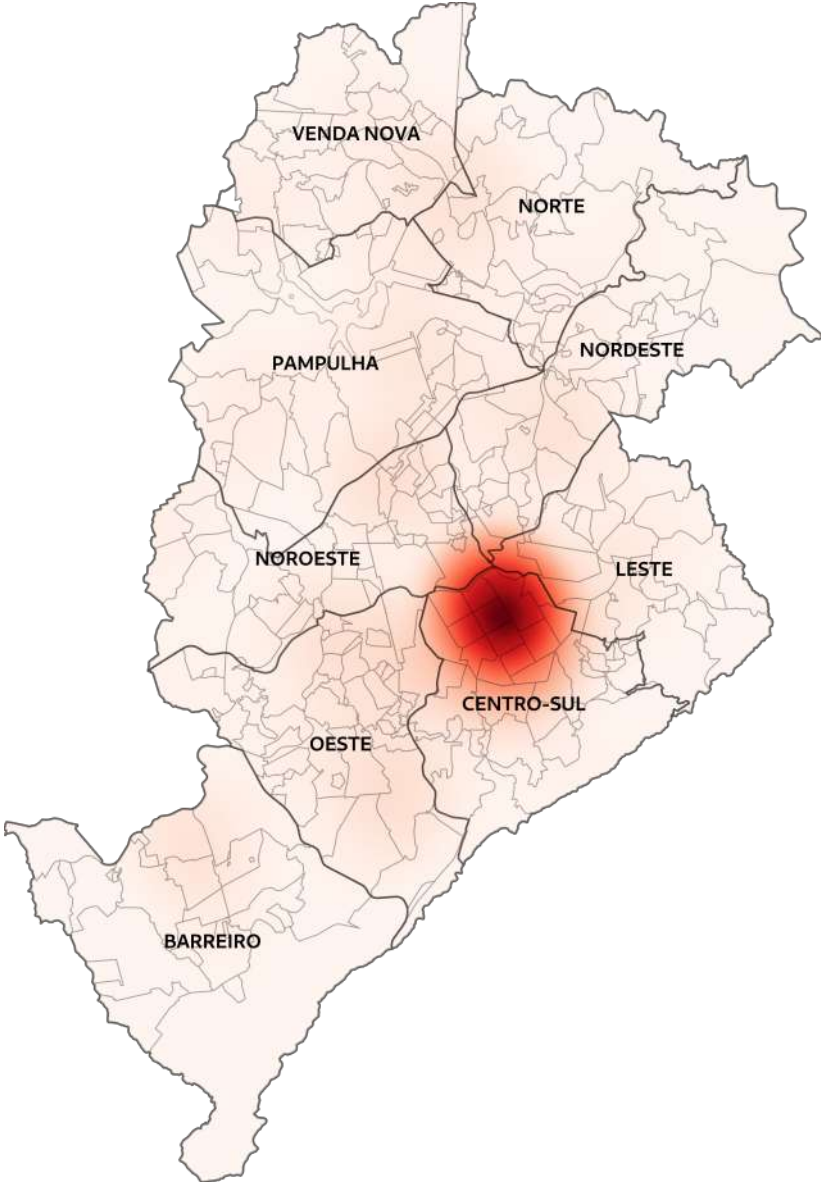 VENDA NOVA
NORTE
NORDESTE
PAMPULHA
NOROESTE
LESTE
CENTRO-SUL
OESTE
BARREIRO